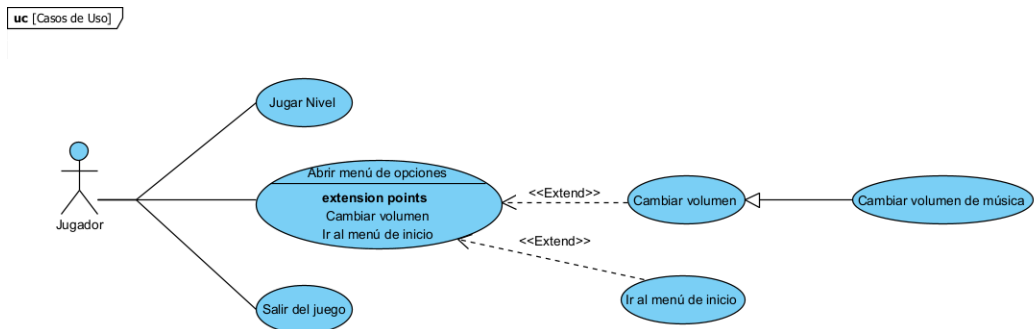 uc [Casos de Uso]
Jugar Nivel
Abrir menú de opciones
extension points
Cambiar volumen
Ir al menú de inicio
<<Extend>>
Cambiar volumen
Cambiar volumen de música
Jugador
<<Extend>>
Ir al menú de inicio
Salir del juego